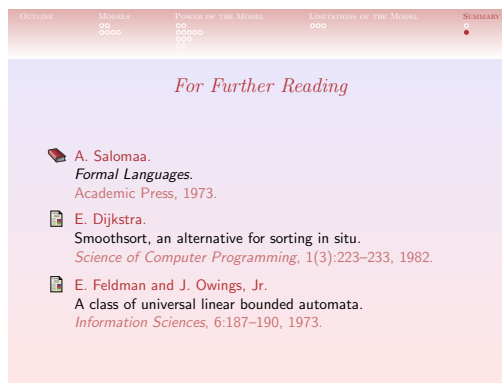 Outline Models Power of the Model Limitations of the Model Summary
For Further Reading
A. Salomaa.
Formal Languages.
Academic Press, 1973.
E. Dijkstra.
Smoothsort, an alternative for sorting in situ.
Science of Computer Programming, 1(3):223–233, 1982.
E. Feldman and J. Owings, Jr.
A class of universal linear bounded automata.
Information Sciences, 6:187–190, 1973.